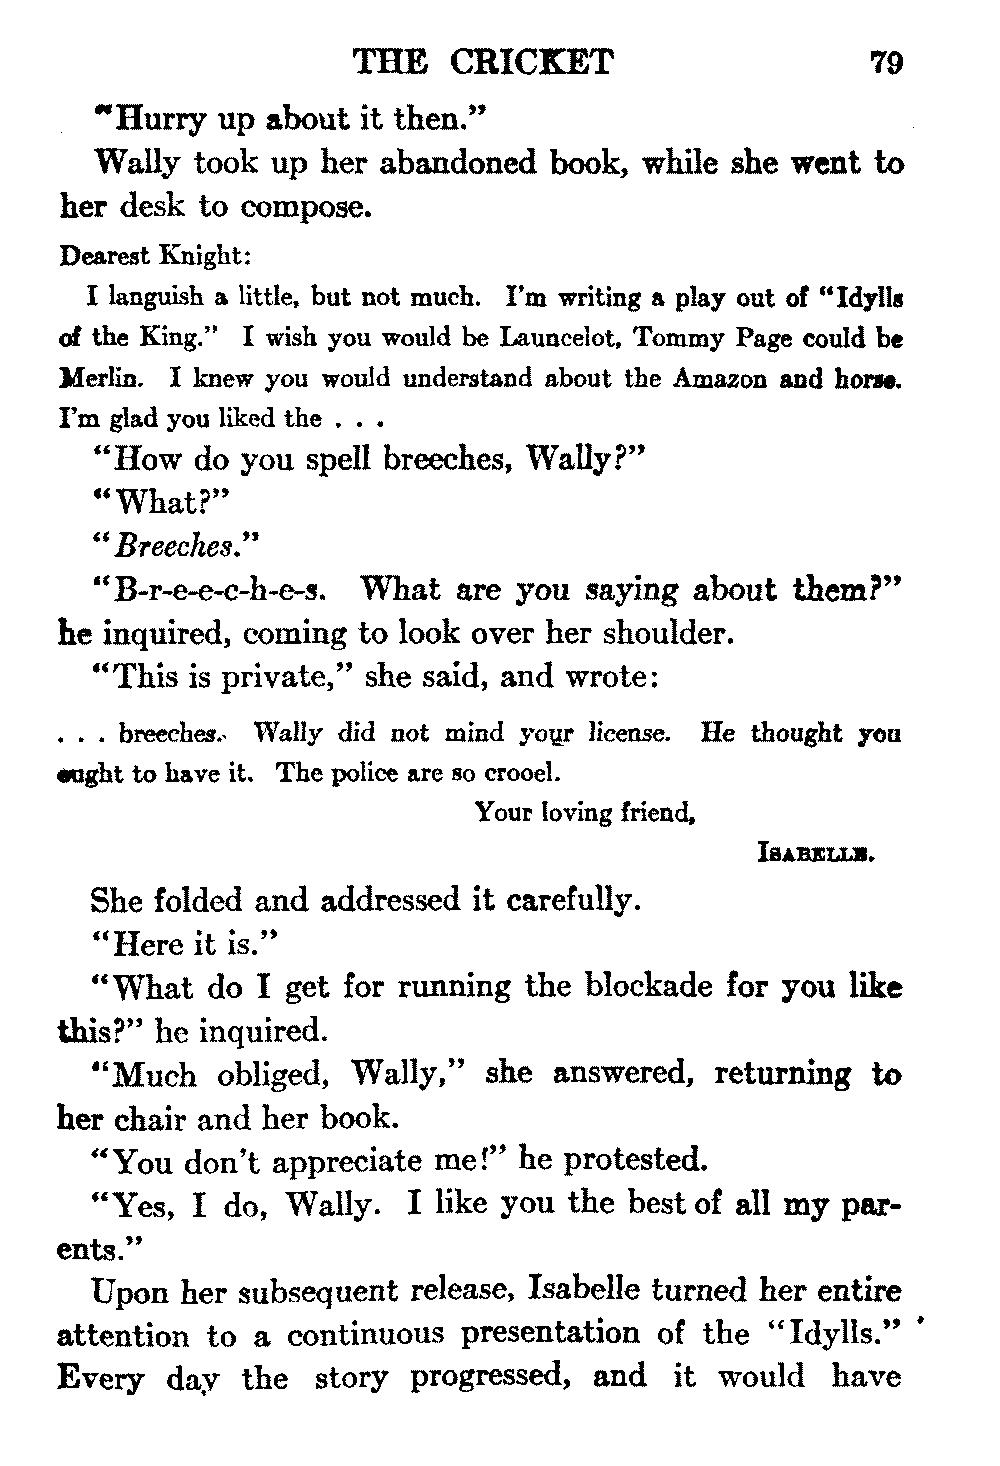 THE CRICKET 79
"Hurry up about it then."
Wally took up her abandoned book, while she went to
her desk to compose.
Dearest Knight:
I languish a little, but not much. I'm writing a play out of "Idylls
of the King." I wish you would be Launcelot, Tommy Page could be
Merlin. I knew you would understand about the Amazon and horse.
I'm glad you liked the . . .
"How do you spell breeches, Wally?"
"What?"
"Breeches."
"B-r-e-e-c-h-e-s. What are you saying about them?"
he inquired, coming to look over her shoulder.
"This is private," she said, and wrote:
. . . breeches. Wally did not mind your license. He thought you
ought to have it. The police are so crooel.
Your loving friend,
ISABELLE.
She folded and addressed it carefully.
"Here it is."
"What do I get for running the blockade for you like
this?" he inquired.
"Much obliged, Wally," she answered, returning to
her chair and her book.
"You don't appreciate me!" he protested.
"Yes, I do, Wally. I like you the best of all my par-
ents."
Upon her subsequent release, Isabelle turned her entire
attention to a continuous presentation of the "Idylls."
Every day the story progressed, and it would have